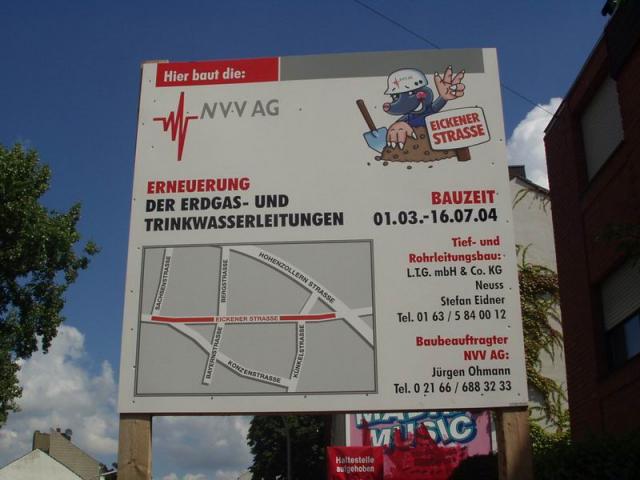 Hier baut die:
NVV AG
EICKENER
STRASSE
ERNEUERUNG
DER ERDGAS- UND
TRINKWASSERLEITUNGEN
BAUZEIT
01.03.-16.07.04
SACHSENSTRASSE
BERGSTRASSE
HOHENZOLLERN STRASSE
EICKENER STRASSE
BAYERNSTRASSE
KONZENSTRASSE
KÜNKELSTRASSE
Tief- und
Rohrleitungsbau:
L.T.G. mbH & Co. KG
Neuss
Stefan Eidner
Tel. 01 63 / 5 84 00 12
Baubeauftragter
NVV AG:
Jürgen Ohmann
Tel. 0 21 66 / 688 32 33
MUSIC
Haltestelle
aufgehoben